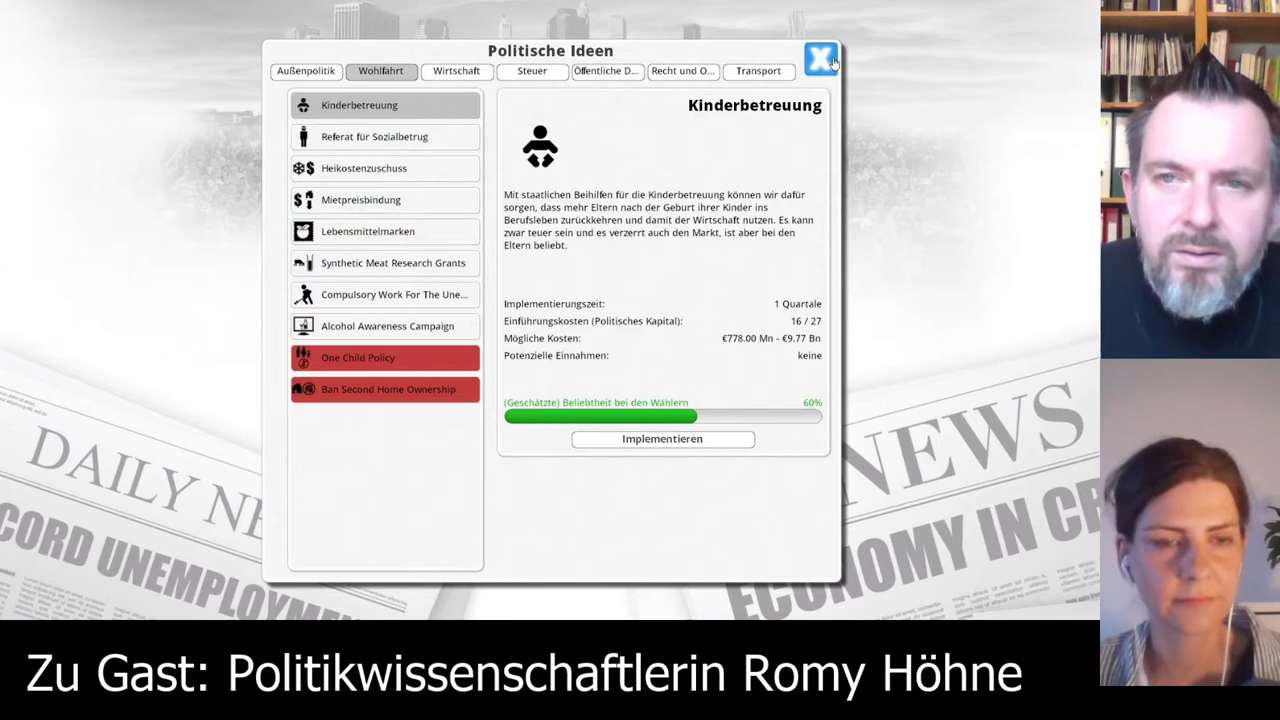 Politische Ideen
X
Außenpolitik
Wohlfahrt
Wirtschaft
Steuer
Öffentliche D...
Recht und O...
Transport
Kinderbetreuung
Referat für Sozialbetrug
Heikostenzuschuss
Mietpreisbindung
Lebensmittelmarken
Synthetic Meat Research Grants
Compulsory Work For The Une...
Alcohol Awareness Campaign
One Child Policy
Ban Second Home Ownership
Kinderbetreuung
Mit staatlichen Beihilfen für die Kinderbetreuung können wir dafür
sorgen, dass mehr Eltern nach der Geburt ihrer Kinder ins
Berufsleben zurückkehren und damit der Wirtschaft nutzen. Es kann
zwar teuer sein und es verzerrt auch den Markt, ist aber bei den
Eltern beliebt.
Implementierungszeit: 1 Quartale
Einführungskosten (Politisches Kapital): 16 / 27
Mögliche Kosten: €778.00 Mn - €9.77 Bn
Potenzielle Einnahmen: keine
(Geschätzte) Beliebtheit bei den Wählern 60%
Implementieren
DAILY NE
CORD UNEMPLOYM
NEWS
ECONOMY IN CR
Zu Gast: Politikwissenschaftlerin Romy Höhne